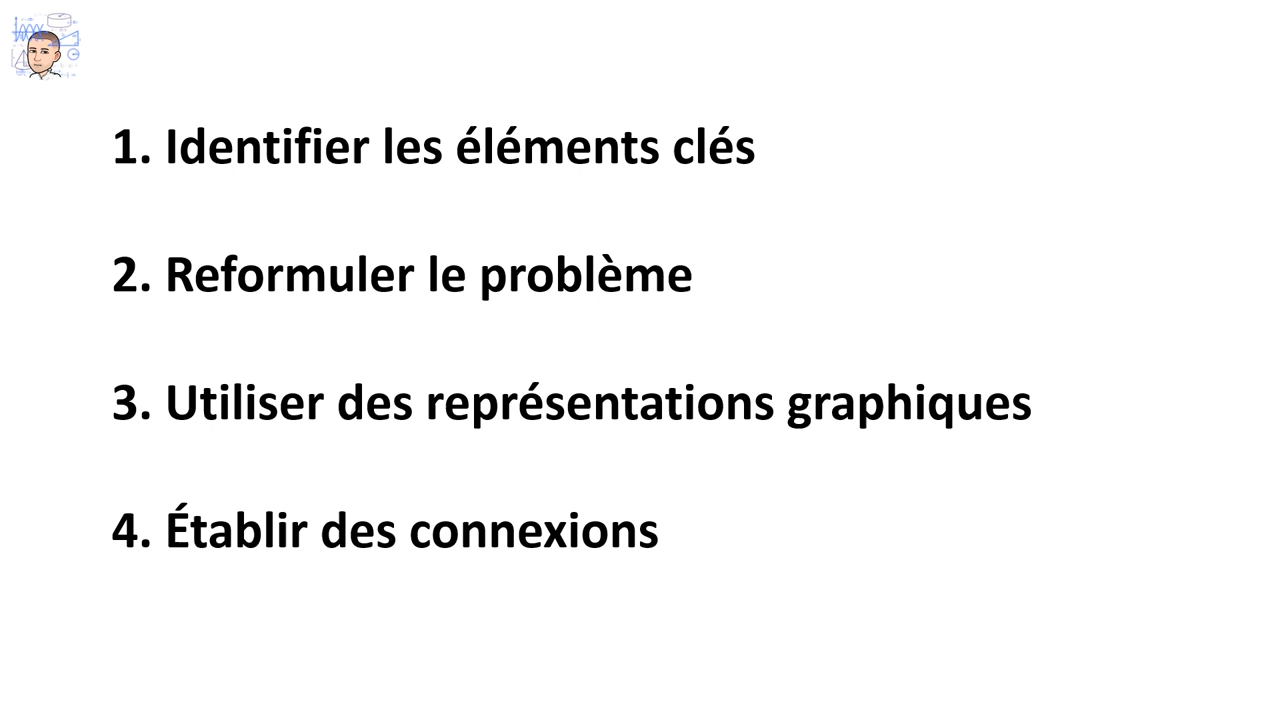 1. Identifier les éléments clés
2. Reformuler le problème
3. Utiliser des représentations graphiques
4. Établir des connexions